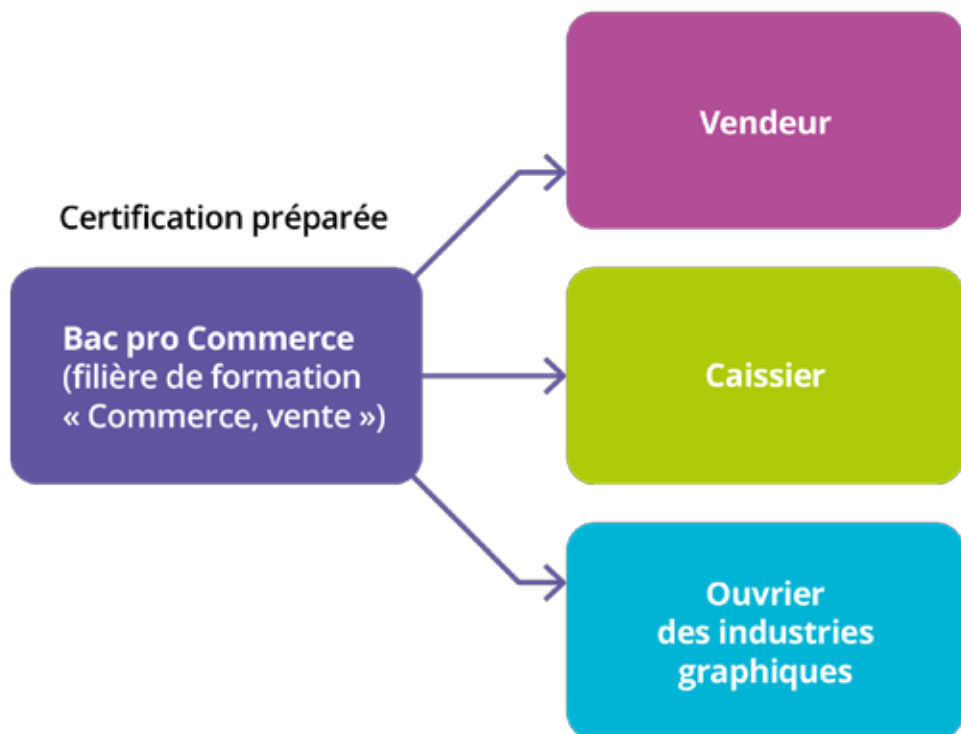 Certification préparée
Bac pro Commerce
(filière de formation
« Commerce, vente »)
Vendeur
Caissier
Ouvrier
des industries
graphiques